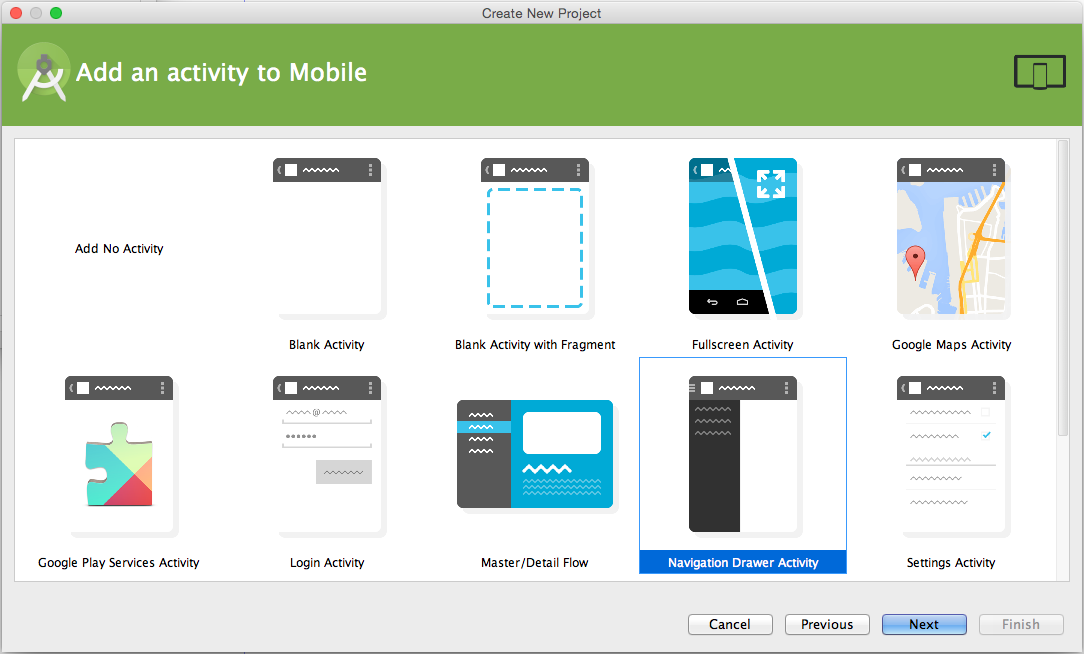 Create New Project
Add an activity to Mobile
Add No Activity
Blank Activity
Blank Activity with Fragment
Fullscreen Activity
Google Maps Activity
Google Play Services Activity
Login Activity
Master/Detail Flow
Navigation Drawer Activity
Settings Activity
Cancel
Previous
Next
Finish